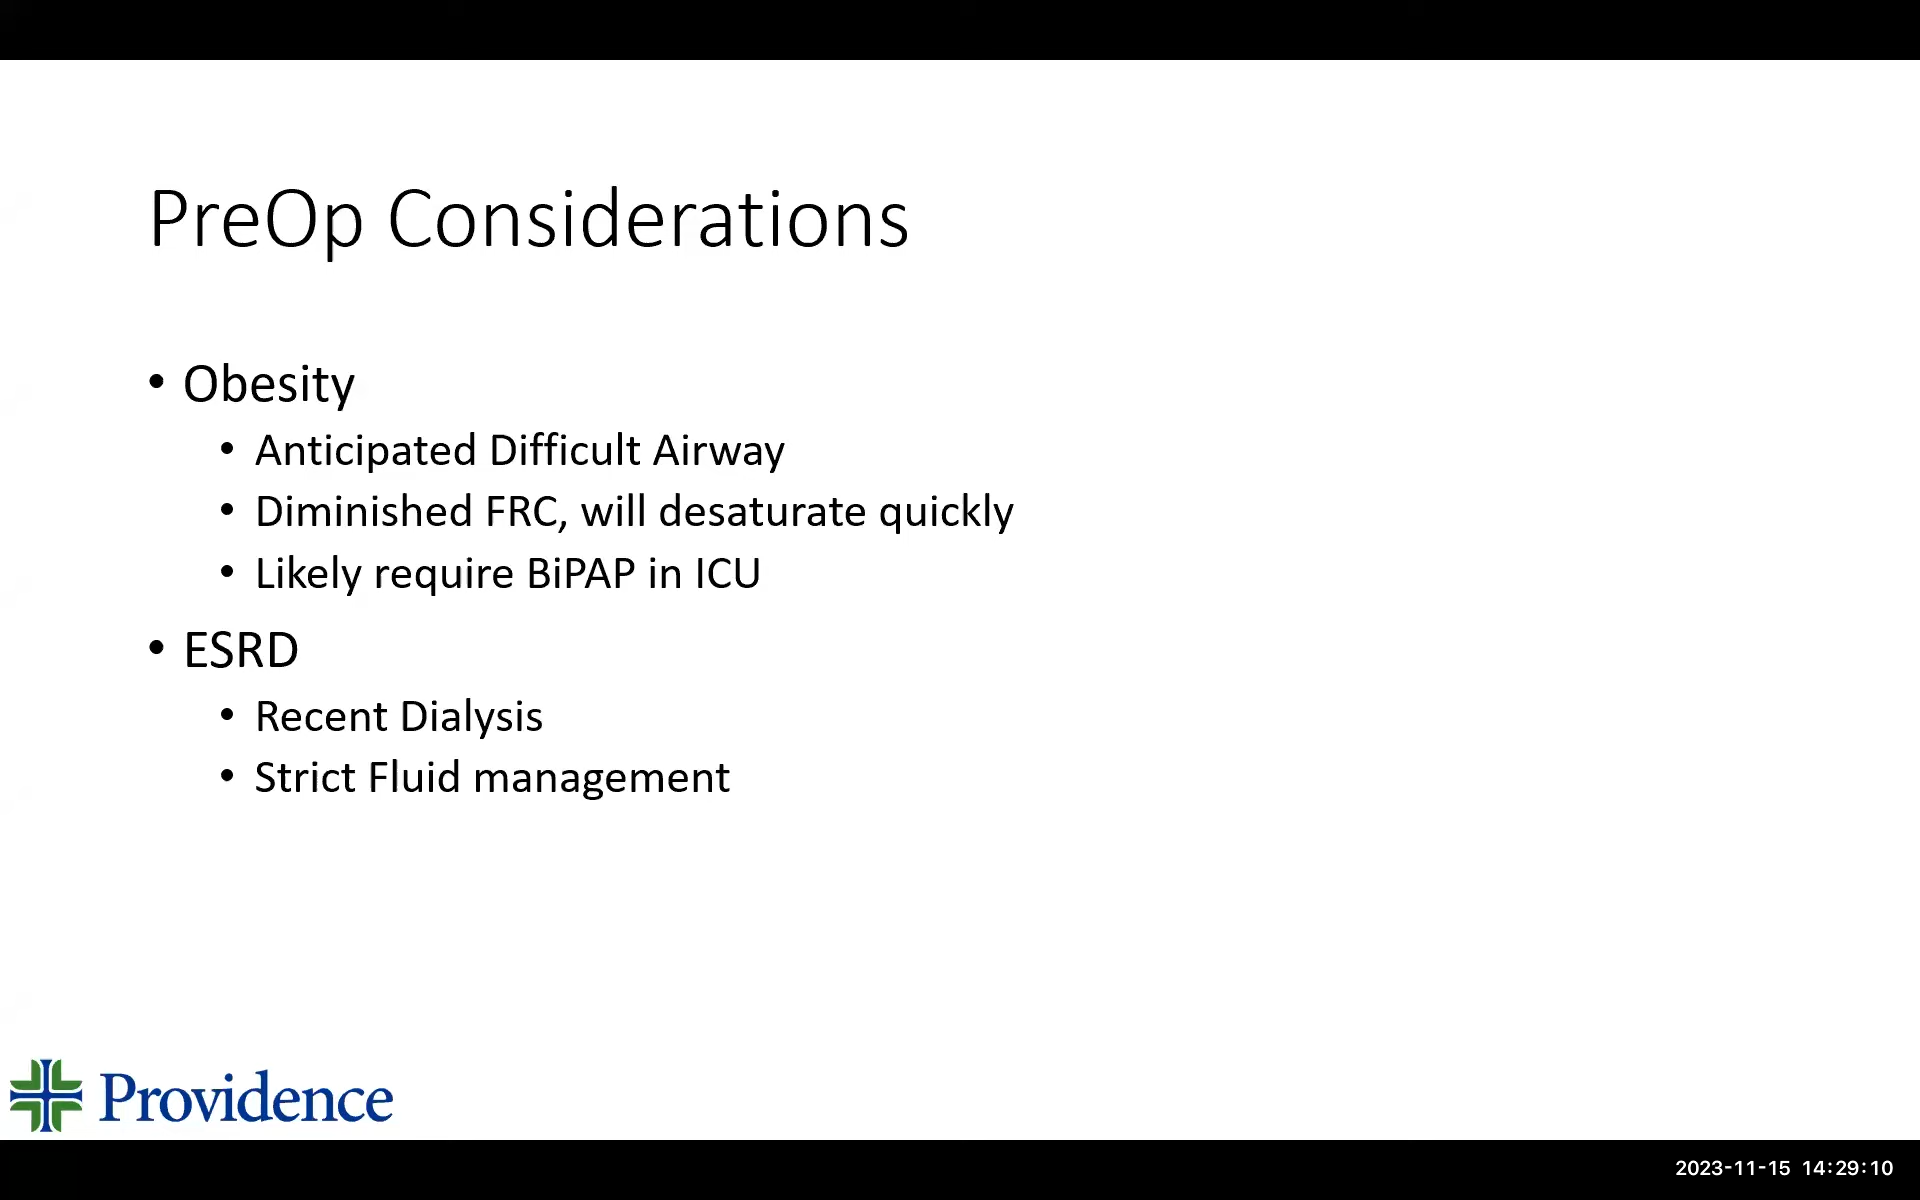 PreOp Considerations
• Obesity
• Anticipated Difficult Airway
• Diminished FRC, will desaturate quickly
• Likely require BiPAP in ICU
• ESRD
• Recent Dialysis
• Strict Fluid management
Providence
2023-11-15 14:29:10